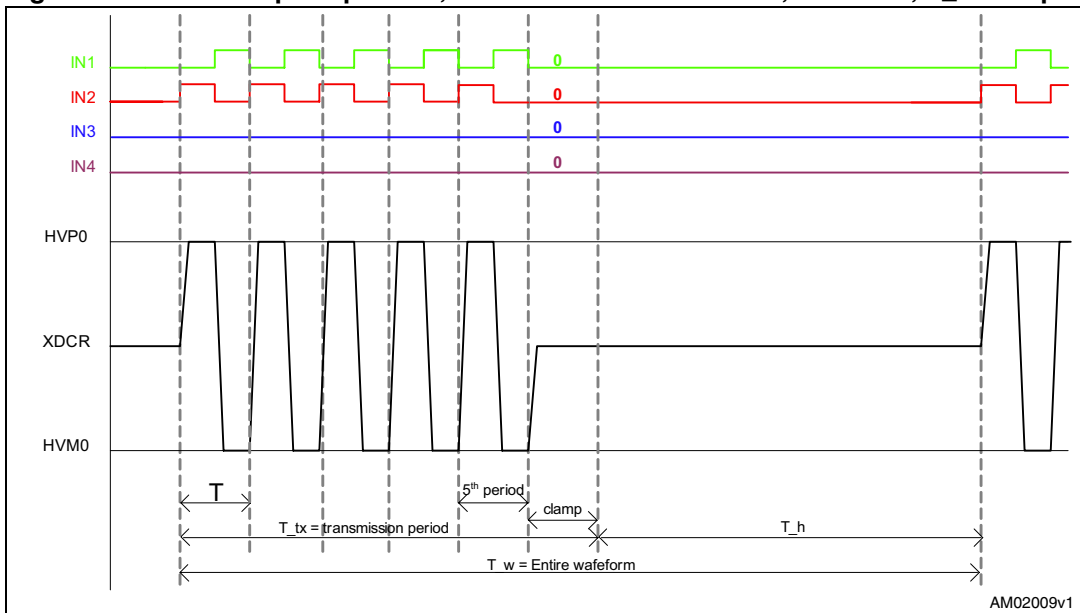 IN1 0
IN2 0
IN3 0
IN4 0
HVP0
XDCR
HVM0
T
5th period
clamp
T_tx = transmission period
T_h
T_w = Entire wafeform
AM02009v1